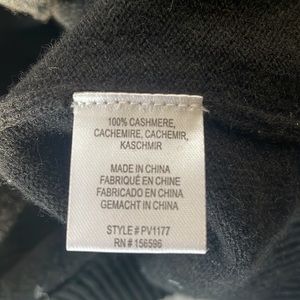 100% CASHMERE,
CACHEMIRE, CACHEMIR,
KASCHMIR
MADE IN CHINA
FABRIQUÉ EN CHINE
FABRICADO EN CHINA
GEMACHT IN CHINA
STYLE # PV1177
RN # 156596